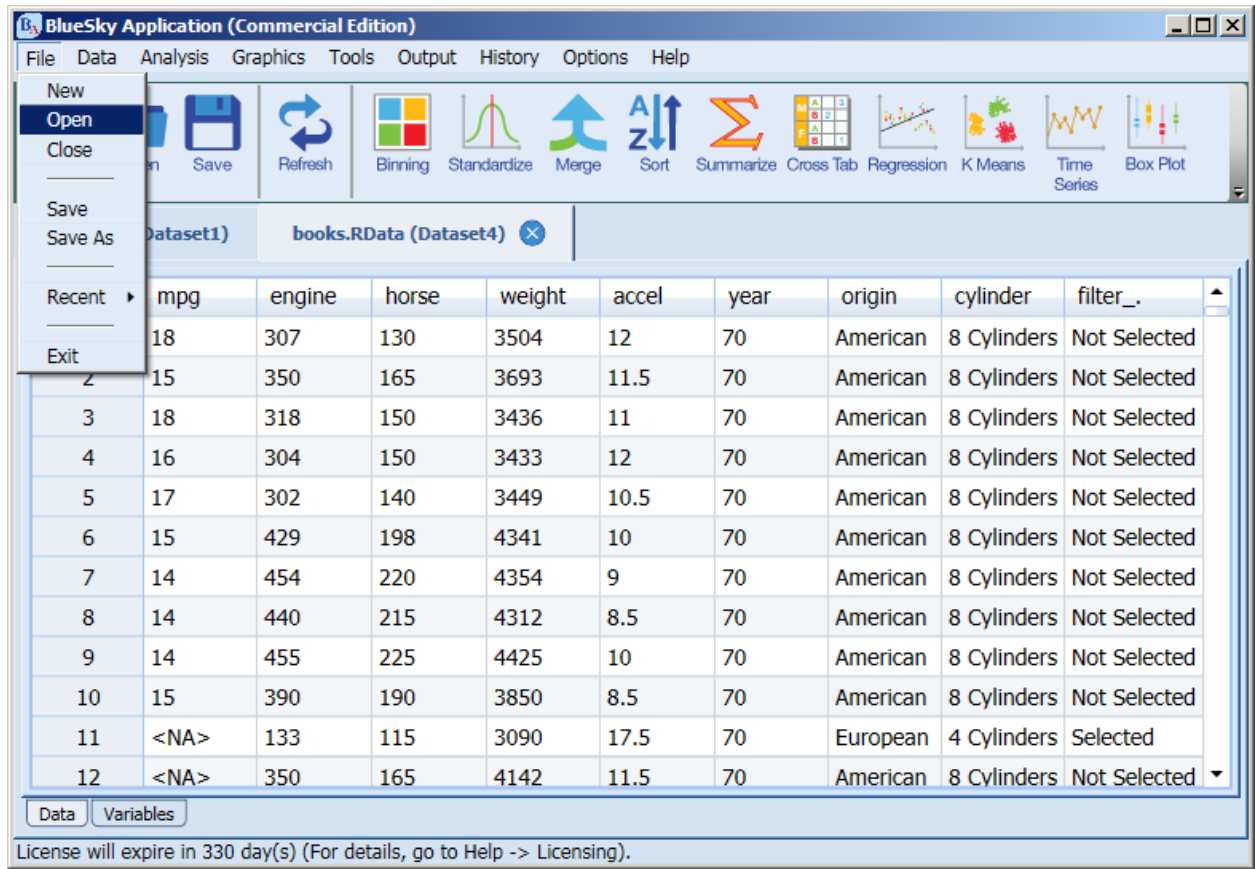 BlueSky Application (Commercial Edition)
File Data Analysis Graphics Tools Output History Options Help
New
Open
Close
Save
Save As
Recent
Exit
Save Refresh Binning Standardize Merge Sort Summarize Cross Tab Regression K Means Time Series Box Plot
Dataset1) books.RData (Dataset4)
mpg engine horse weight accel year origin cylinder filter_.
18 307 130 3504 12 70 American 8 Cylinders Not Selected
2 15 350 165 3693 11.5 70 American 8 Cylinders Not Selected
3 18 318 150 3436 11 70 American 8 Cylinders Not Selected
4 16 304 150 3433 12 70 American 8 Cylinders Not Selected
5 17 302 140 3449 10.5 70 American 8 Cylinders Not Selected
6 15 429 198 4341 10 70 American 8 Cylinders Not Selected
7 14 454 220 4354 9 70 American 8 Cylinders Not Selected
8 14 440 215 4312 8.5 70 American 8 Cylinders Not Selected
9 14 455 225 4425 10 70 American 8 Cylinders Not Selected
10 15 390 190 3850 8.5 70 American 8 Cylinders Not Selected
11 <NA> 133 115 3090 17.5 70 European 4 Cylinders Selected
12 <NA> 350 165 4142 11.5 70 American 8 Cylinders Not Selected
Data Variables
License will expire in 330 day(s) (For details, go to Help -> Licensing).